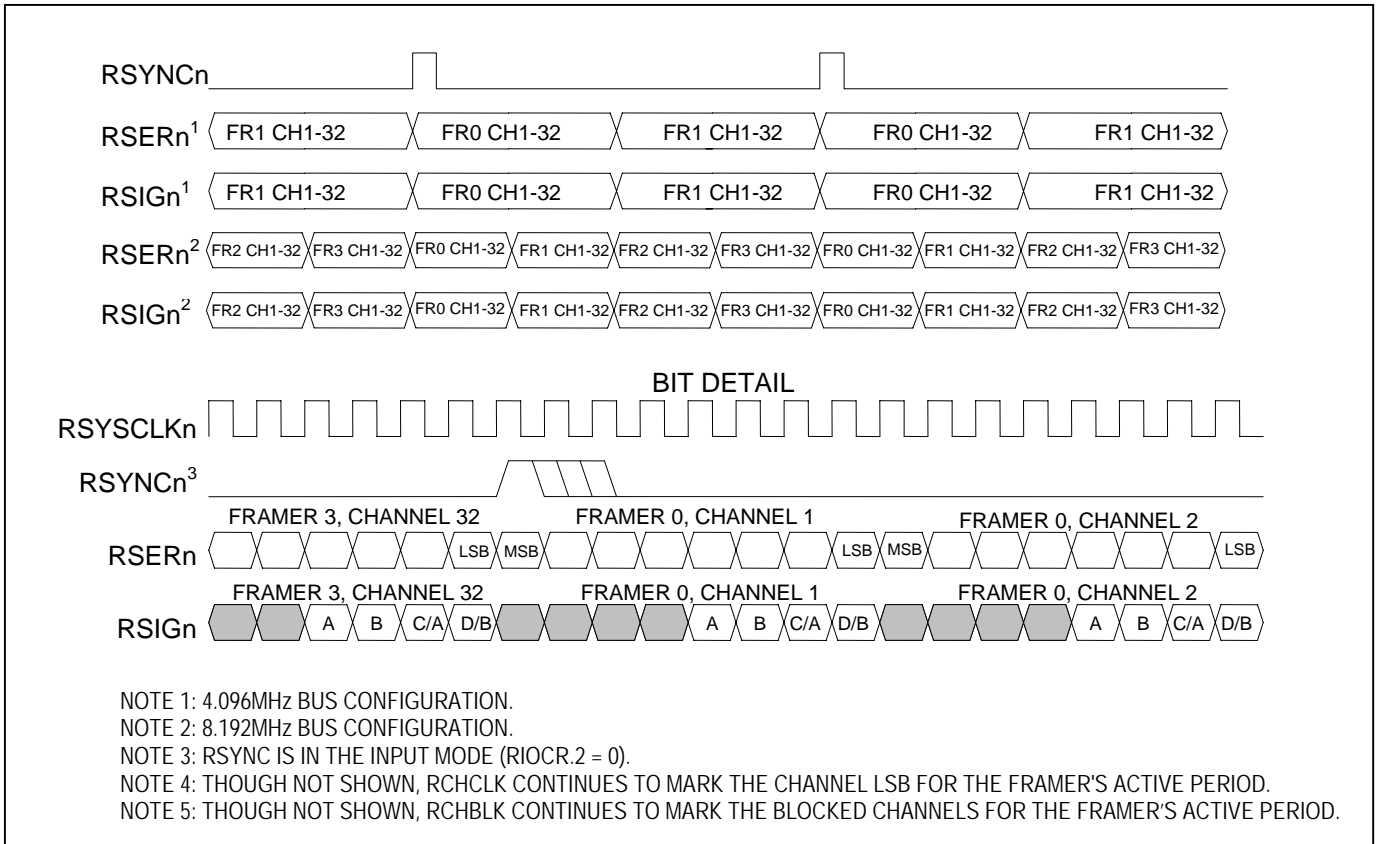 RSYNCn
RSERn1 FR1 CH1-32 FR0 CH1-32 FR1 CH1-32 FR0 CH1-32 FR1 CH1-32
RSIGn1 FR1 CH1-32 FR0 CH1-32 FR1 CH1-32 FR0 CH1-32 FR1 CH1-32
RSERn2 FR2 CH1-32 FR3 CH1-32 FR0 CH1-32 FR1 CH1-32 FR2 CH1-32 FR3 CH1-32 FR0 CH1-32 FR1 CH1-32 FR2 CH1-32 FR3 CH1-32
RSIGn2 FR2 CH1-32 FR3 CH1-32 FR0 CH1-32 FR1 CH1-32 FR2 CH1-32 FR3 CH1-32 FR0 CH1-32 FR1 CH1-32 FR2 CH1-32 FR3 CH1-32
BIT DETAIL
RSYSCLKn
RSYNCn3
FRAMER 3, CHANNEL 32 FRAMER 0, CHANNEL 1 FRAMER 0, CHANNEL 2
RSERn LSB MSB LSB MSB LSB
FRAMER 3, CHANNEL 32 FRAMER 0, CHANNEL 1 FRAMER 0, CHANNEL 2
RSIGn A B C/A D/B A B C/A D/B A B C/A D/B
NOTE 1: 4.096MHz BUS CONFIGURATION.
NOTE 2: 8.192MHz BUS CONFIGURATION.
NOTE 3: RSYNC IS IN THE INPUT MODE (RIOCR.2 = 0).
NOTE 4: THOUGH NOT SHOWN, RCHCLK CONTINUES TO MARK THE CHANNEL LSB FOR THE FRAMER'S ACTIVE PERIOD.
NOTE 5: THOUGH NOT SHOWN, RCHBLK CONTINUES TO MARK THE BLOCKED CHANNELS FOR THE FRAMER’S ACTIVE PERIOD.